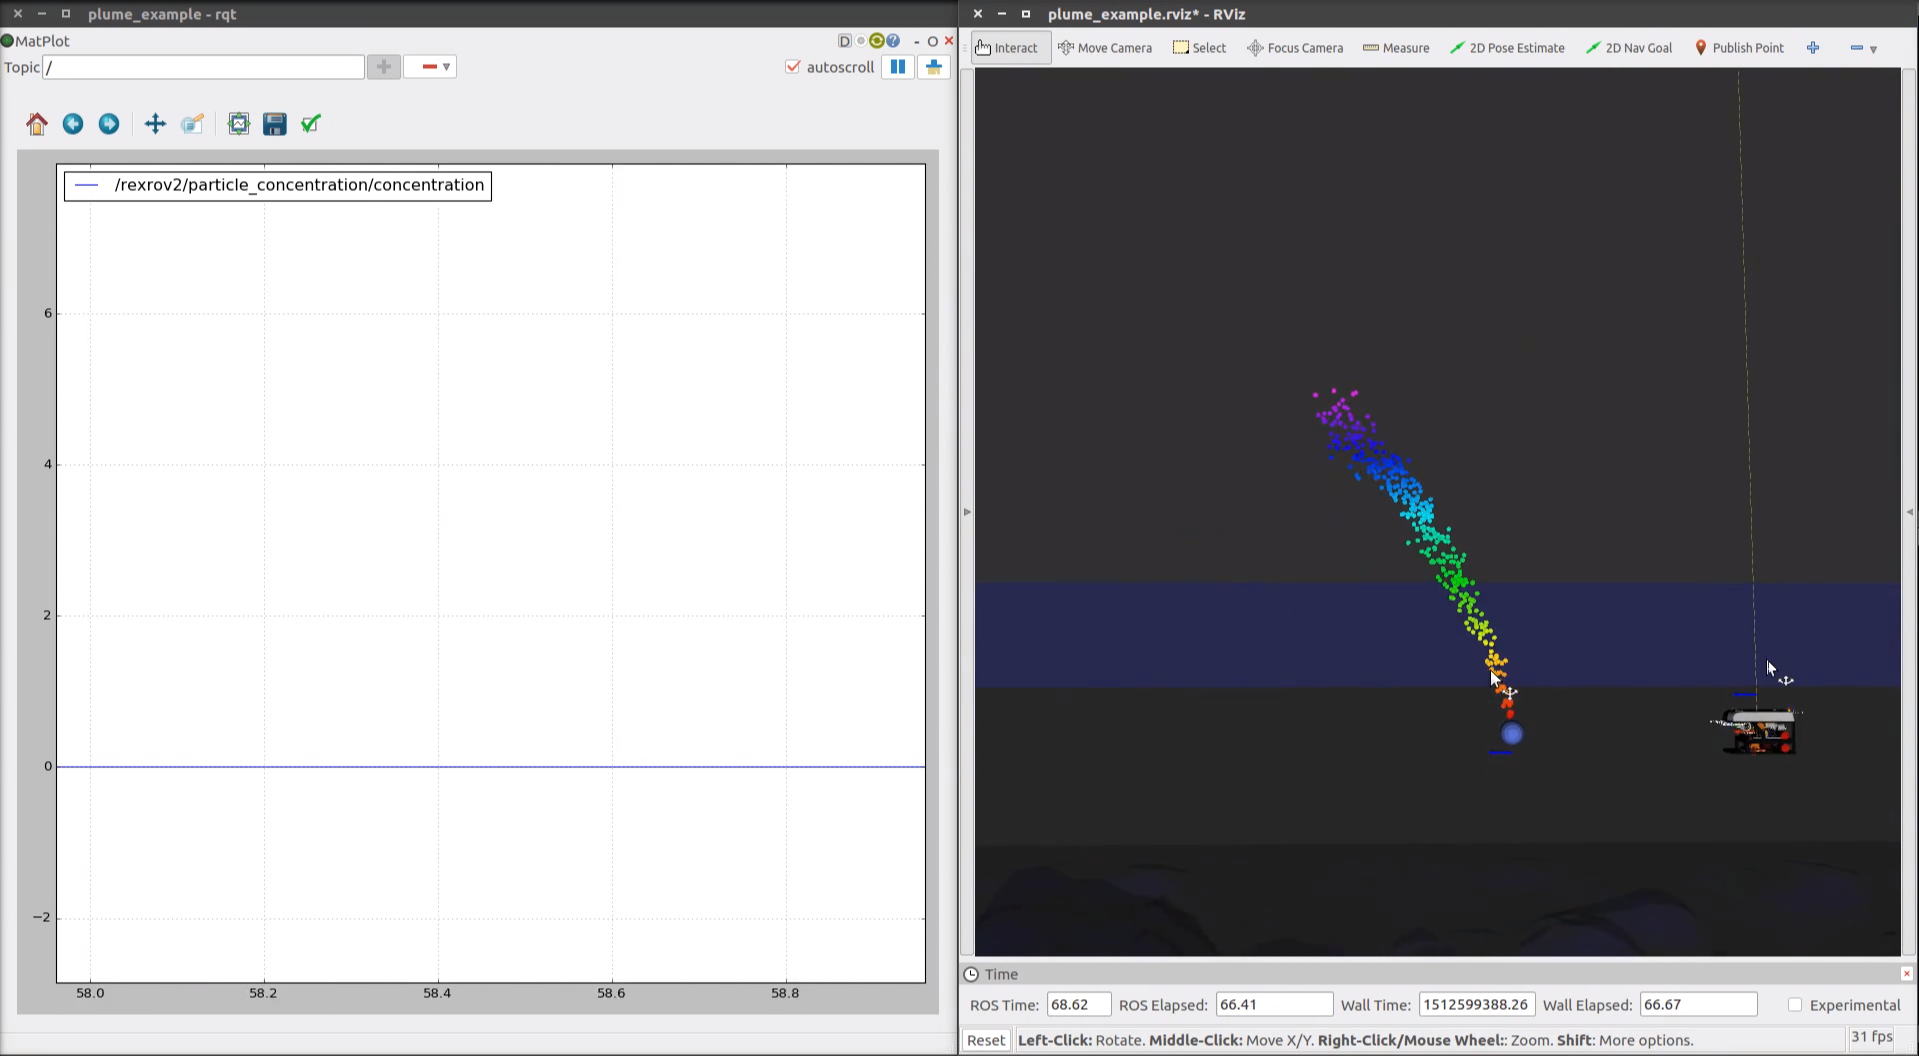 plume_example - rqt
MatPlot
D
Topic /
autoscroll
/rexrov2/particle_concentration/concentration
6
4
2
0
−2
58.0 58.2 58.4 58.6 58.8
plume_example.rviz* - RViz
Interact Move Camera Select Focus Camera Measure 2D Pose Estimate 2D Nav Goal Publish Point
Time
ROS Time: 68.62 ROS Elapsed: 66.41 Wall Time: 1512599388.26 Wall Elapsed: 66.67 Experimental
Reset Left-Click: Rotate. Middle-Click: Move X/Y. Right-Click/Mouse Wheel:: Zoom. Shift: More options. 31 fps